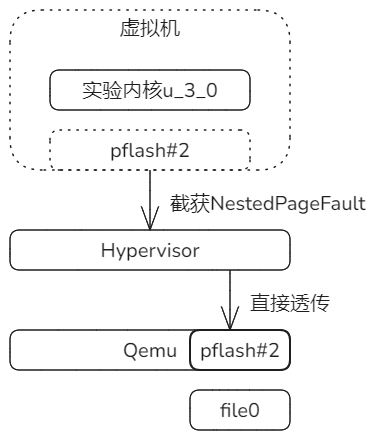 虚拟机
实验内核u_3_0
pflash#2
截获NestedPageFault
Hypervisor
直接透传
Qemu
pflash#2
file0